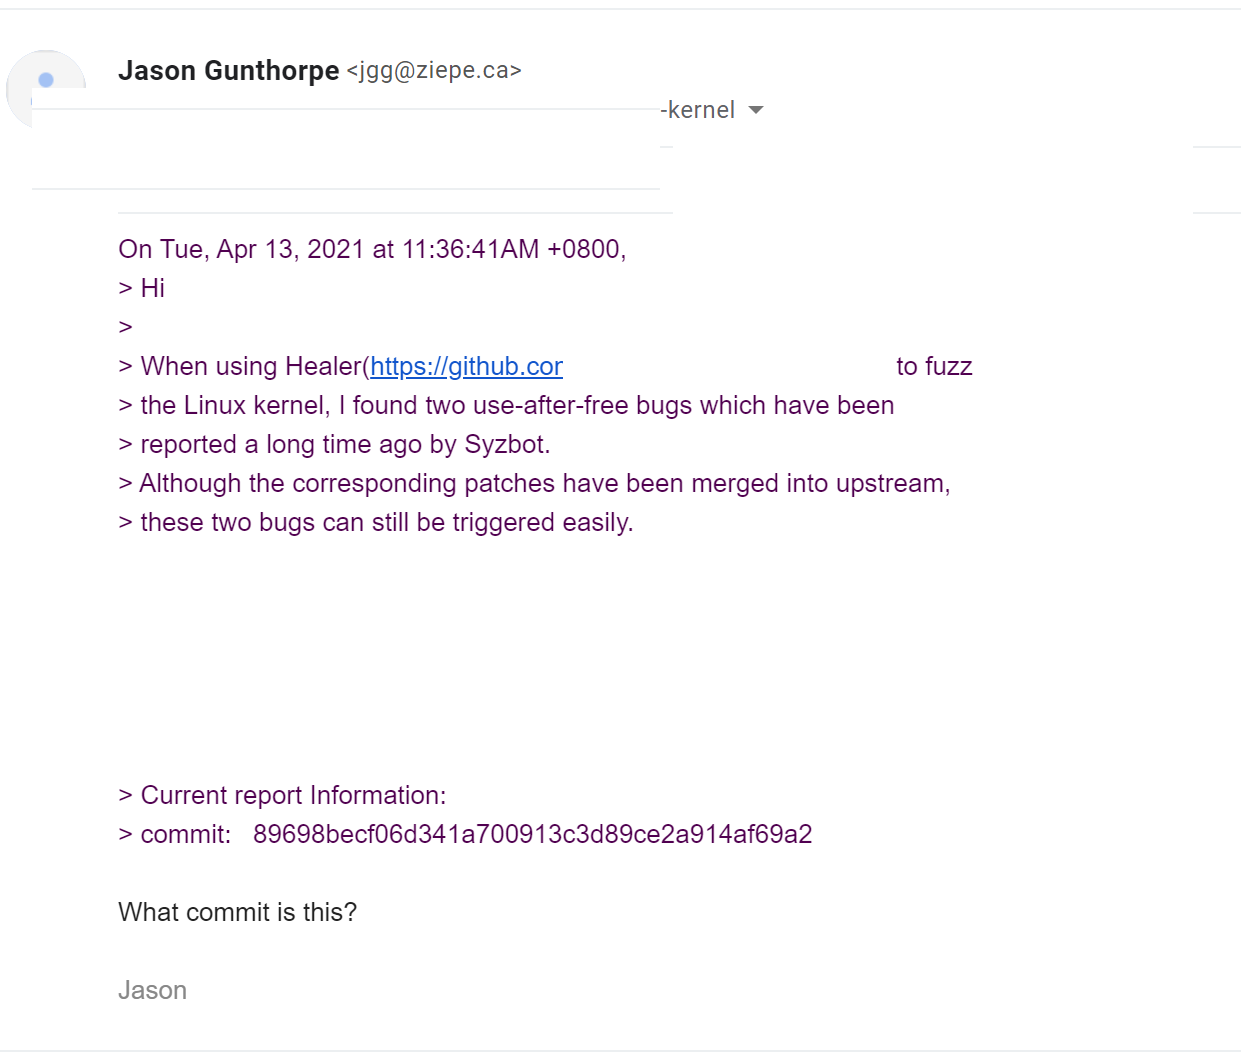 Jason Gunthorpe <jgg@ziepe.ca>
-kernel
On Tue, Apr 13, 2021 at 11:36:41AM +0800,
> Hi
>
> When using Healer(https://github.cor to fuzz
> the Linux kernel, I found two use-after-free bugs which have been
> reported a long time ago by Syzbot.
> Although the corresponding patches have been merged into upstream,
> these two bugs can still be triggered easily.
> Current report Information:
> commit: 89698becf06d341a700913c3d89ce2a914af69a2
What commit is this?
Jason